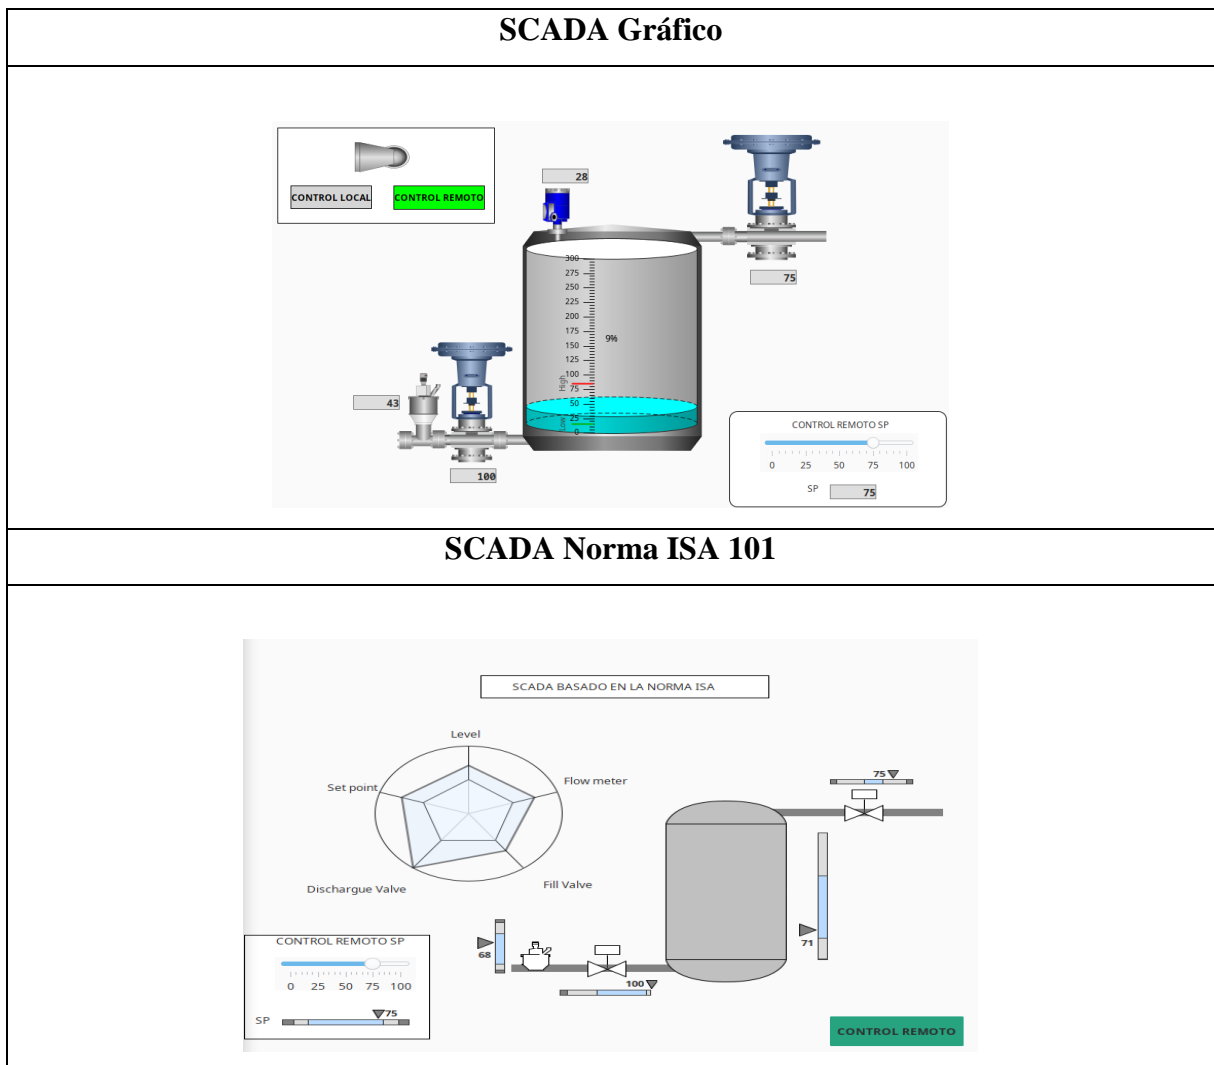 SCADA Gráfico
CONTROL LOCAL
CONTROL REMOTO
28
75
300
275
250
225
200
175
150
125
100
75
50
25
0
9%
High
Low
43
100
CONTROL REMOTO SP
0 25 50 75 100
SP 75
SCADA Norma ISA 101
SCADA BASADO EN LA NORMA ISA
Level
Flow meter
Set point
Fill Valve
Dischargue Valve
75
71
68
100
CONTROL REMOTO SP
0 25 50 75 100
75
SP
CONTROL REMOTO